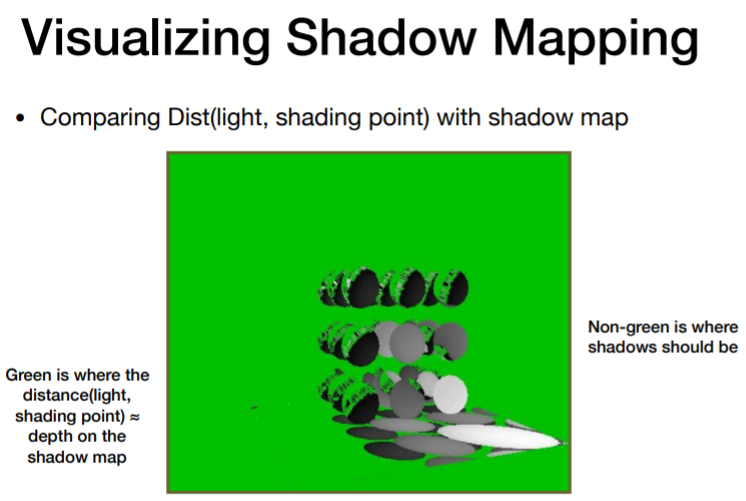 Visualizing Shadow Mapping
• Comparing Dist(light, shading point) with shadow map
Non-green is where
shadows should be
Green is where the
distance(light,
shading point) ≈
depth on the
shadow map